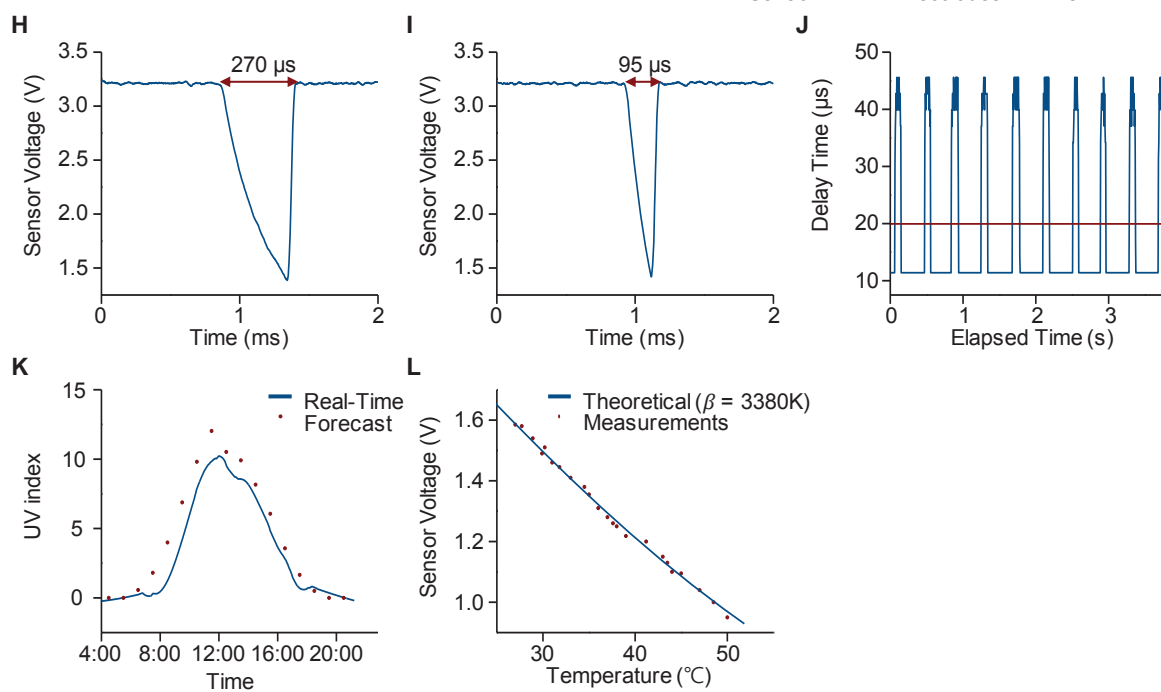 H
3.5
3.0
2.5
2.0
1.5
Sensor Voltage (V)
270 µs
0
1
2
Time (ms)
I
3.5
3.0
2.5
2.0
1.5
Sensor Voltage (V)
95 µs
0
1
2
Time (ms)
J
50
40
30
20
10
Delay Time (µs)
0
1
2
3
Elapsed Time (s)
K
15
10
5
0
UV index
Real-Time
Forecast
4:00
8:00
12:00
16:00
20:00
Time
L
1.6
1.4
1.2
1.0
Sensor Voltage (V)
Theoretical (β = 3380K)
Measurements
30
40
50
Temperature (℃)